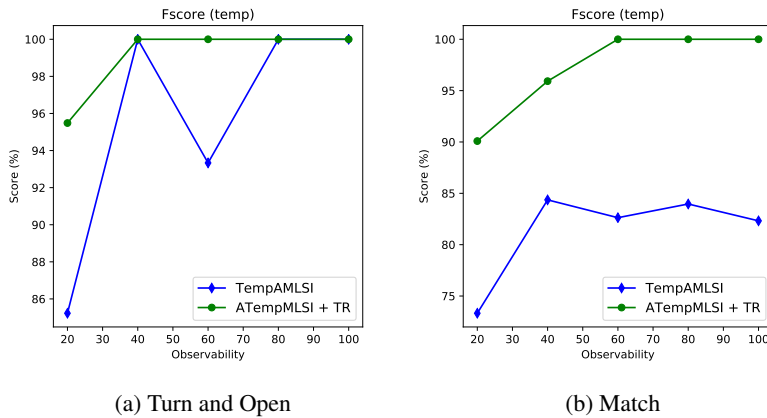 Fscore (temp)
100
98
96
94
92
90
88
86
Score (%)
TempAMLSI
ATempMLSI + TR
20 30 40 50 60 70 80 90 100
Observability
(a) Turn and Open
Fscore (temp)
100
95
90
85
80
75
Score (%)
TempAMLSI
ATempMLSI + TR
20 30 40 50 60 70 80 90 100
Observability
(b) Match